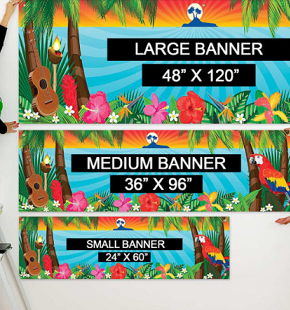 LARGE BANNER
48” X 120”
MEDIUM BANNER
36” X 96”
SMALL BANNER
24” X 60”